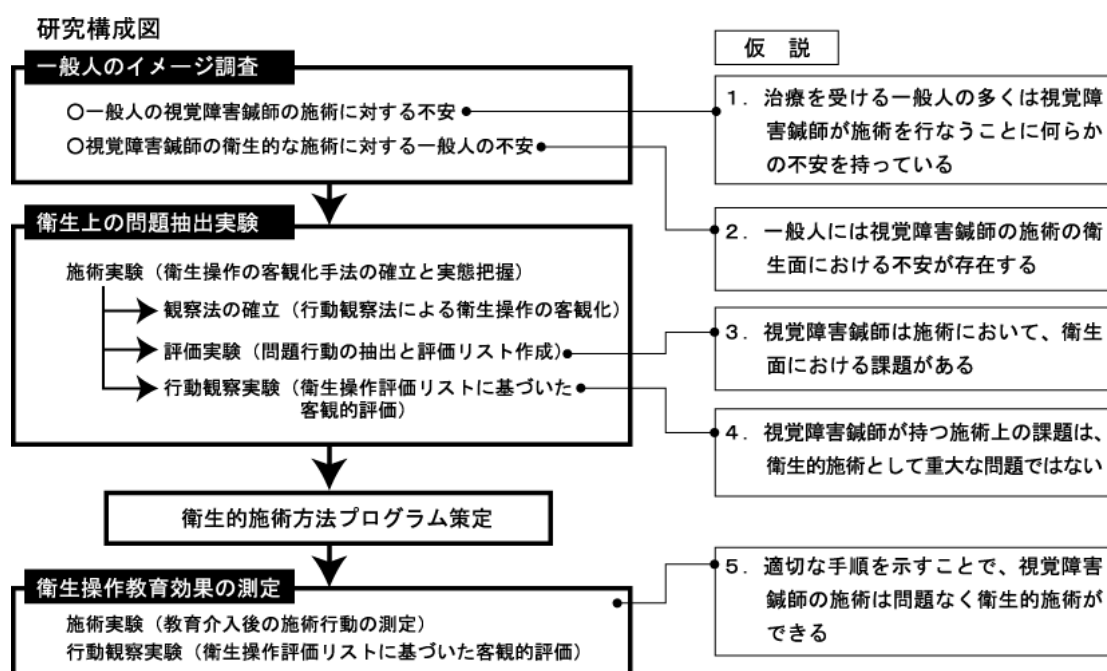 研究構成図
一般人のイメージ調査
〇一般人の視覚障害鍼師の施術に対する不安
〇視覚障害鍼師の衛生的な施術に対する一般人の不安
衛生上の問題抽出実験
施術実験（衛生操作の客観化手法の確立と実態把握）
観察法の確立（行動観察法による衛生操作の客観化）
評価実験（問題行動の抽出と評価リスト作成）
行動観察実験（衛生操作評価リストに基づいた
客観的評価）
衛生的施術方法プログラム策定
衛生操作教育効果の測定
施術実験（教育介入後の施術行動の測定）
行動観察実験（衛生操作評価リストに基づいた客観的評価）
仮　説
１．治療を受ける一般人の多くは視覚障
害鍼師が施術を行なうことに何らか
の不安を持っている
２．一般人には視覚障害鍼師の施術の衛
生面における不安が存在する
３．視覚障害鍼師は施術において、衛生
面における課題がある
４．視覚障害鍼師が持つ施術上の課題は、
衛生的施術として重大な問題ではない
５．適切な手順を示すことで、視覚障害
鍼師の施術は問題なく衛生的施術が
できる